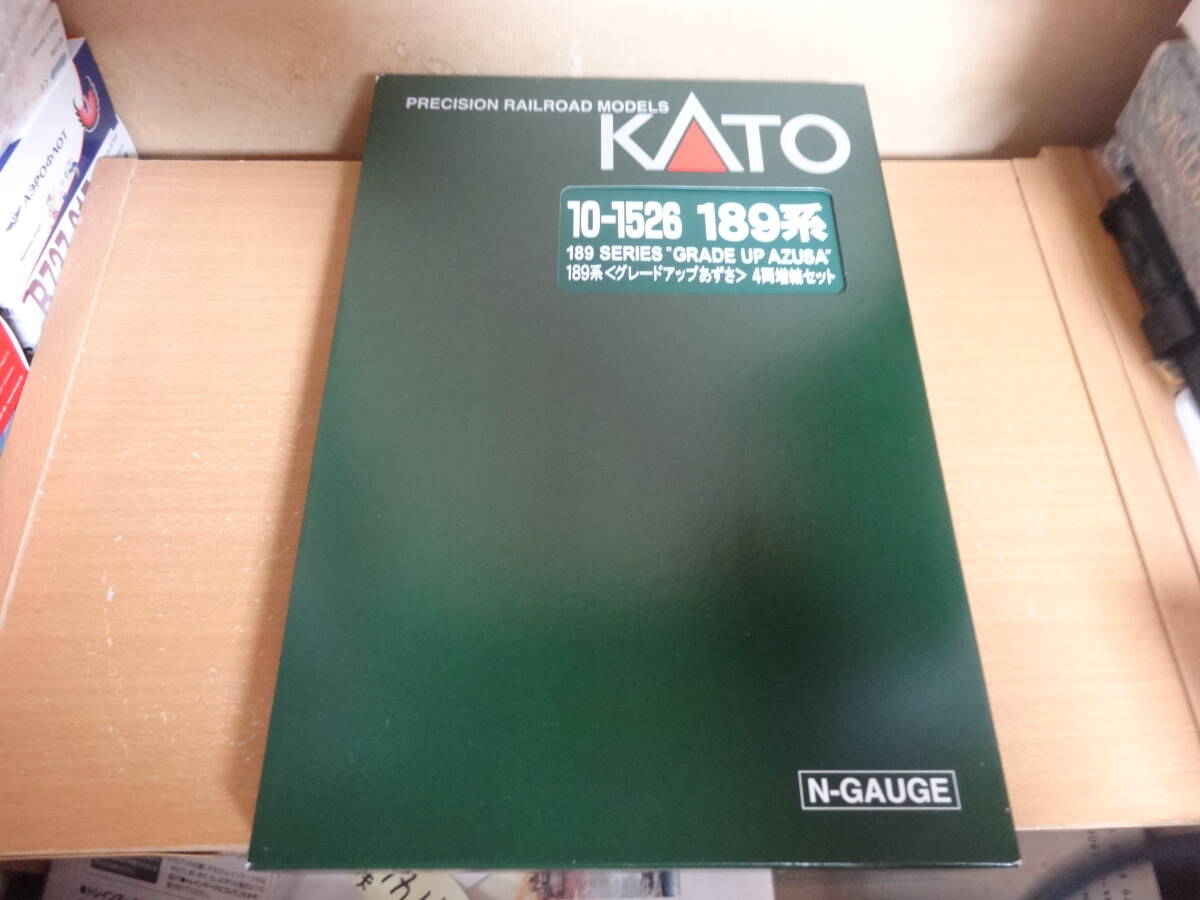 PRECISION RAILROAD MODELS
KATO
10-1526 189系
189 SERIES "GRADE UP AZUSA"
189系<グレードアップあずさ> 4両増結セット
N-GAUGE
АЭРОФЛОТ